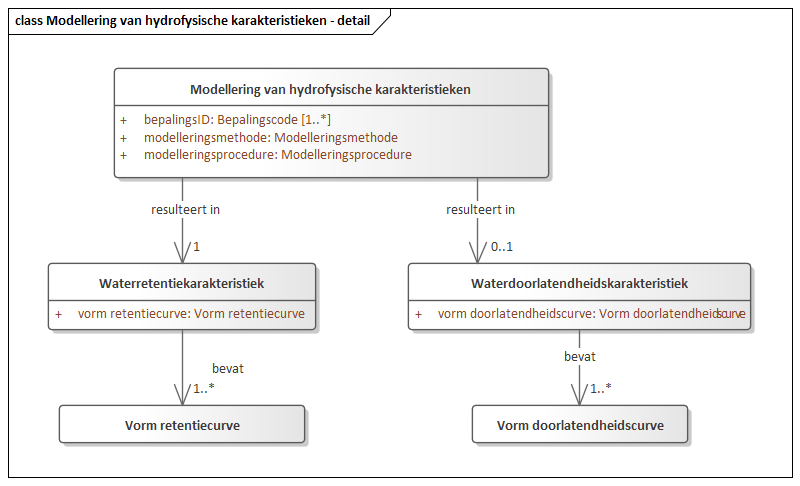 class Modellering van hydrofysische karakteristieken - detail
Modellering van hydrofysische karakteristieken
+ bepalingsID: Bepalingscode [1..*]
+ modelleringsmethode: Modelleringsmethode
+ modelleringsprocedure: Modelleringsprocedure
resulteert in
resulteert in
1
0..1
Waterretentiekarakteristiek
+ vorm retentiecurve: Vorm retentiecurve
Waterdoorlatendheidskarakteristiek
+ vorm doorlatendheidscurve: Vorm doorlatendheidscurve
bevat
bevat
1..*
1..*
Vorm retentiecurve
Vorm doorlatendheidscurve